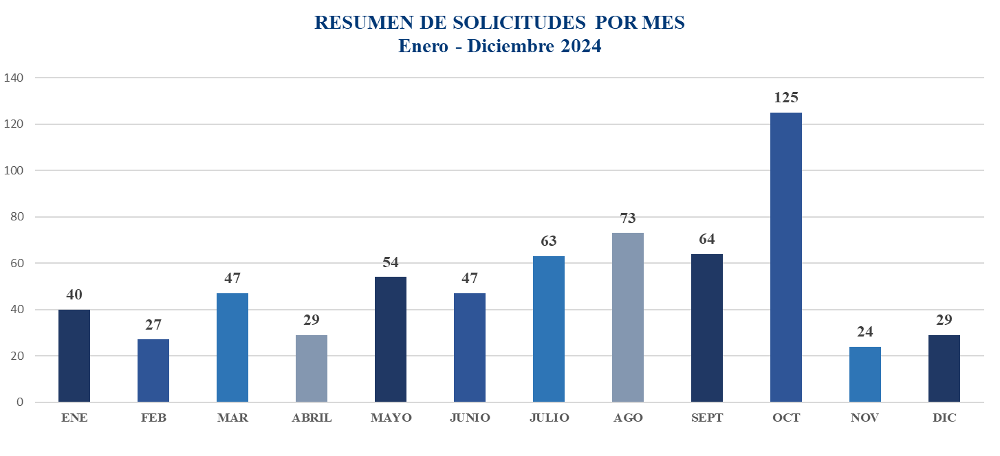 RESUMEN DE SOLICITUDES  POR MES
Enero - Diciembre 2024
140
120
100
80
60
40
20
0
40
27
47
29
54
47
63
73
64
125
24
29
ENE
FEB
MAR
ABRIL
MAYO
JUNIO
JULIO
AGO
SEPT
OCT
NOV
DIC